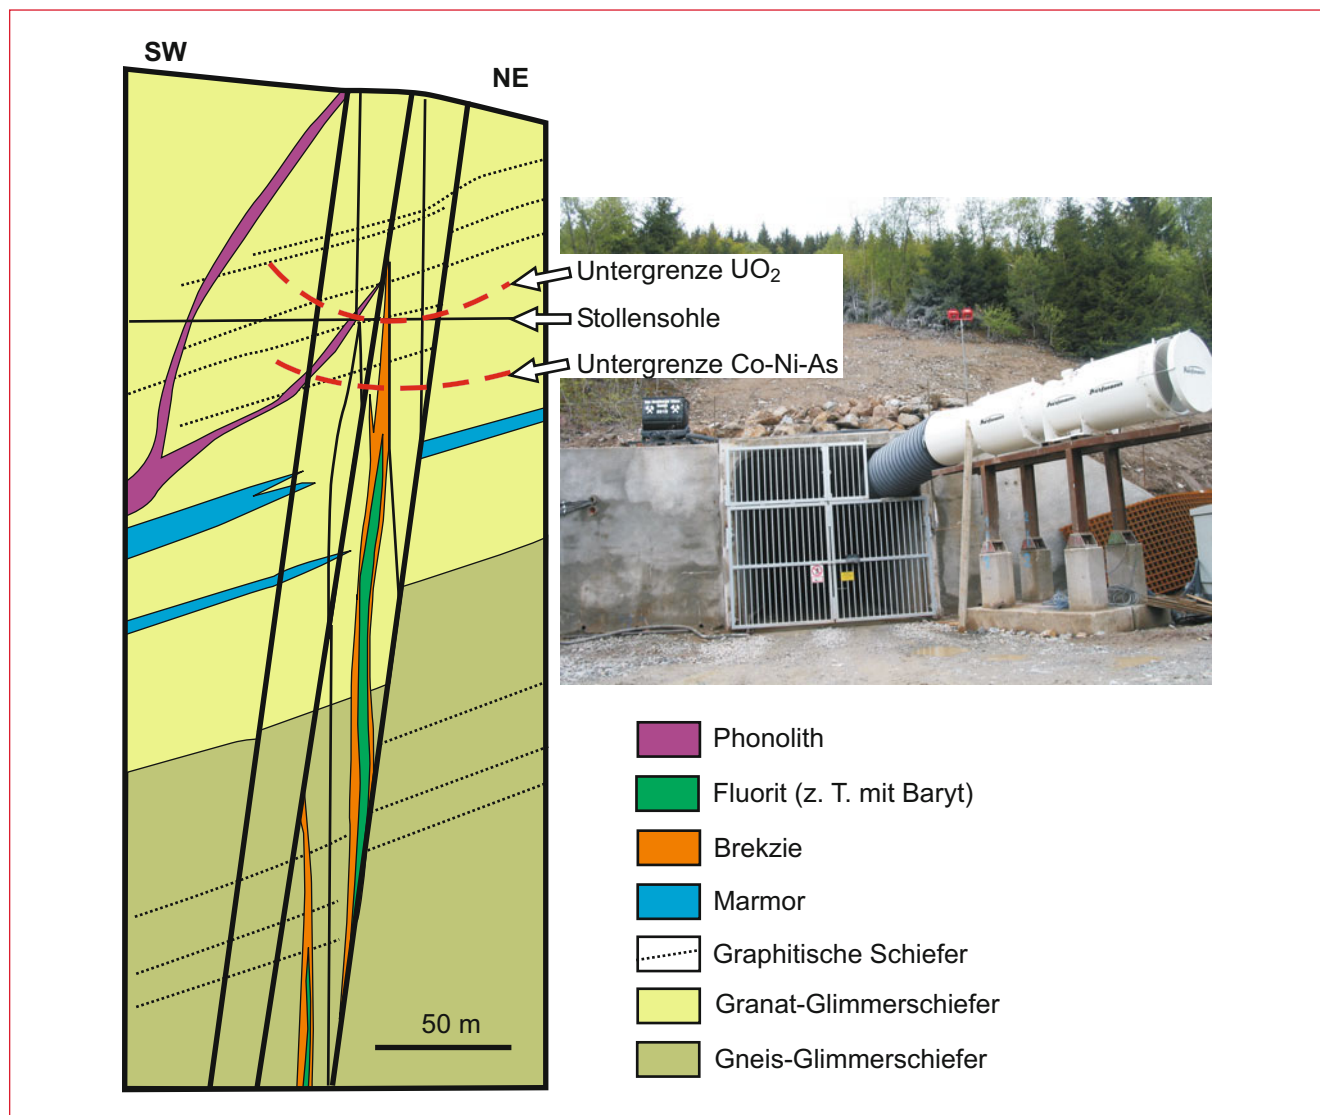 SW
NE
Untergrenze UO₂
Stollensohle
Untergrenze Co-Ni-As
Phonolith
Fluorit (z. T. mit Baryt)
Brekzie
Marmor
Graphitische Schiefer
Granat-Glimmerschiefer
Gneis-Glimmerschiefer
50 m